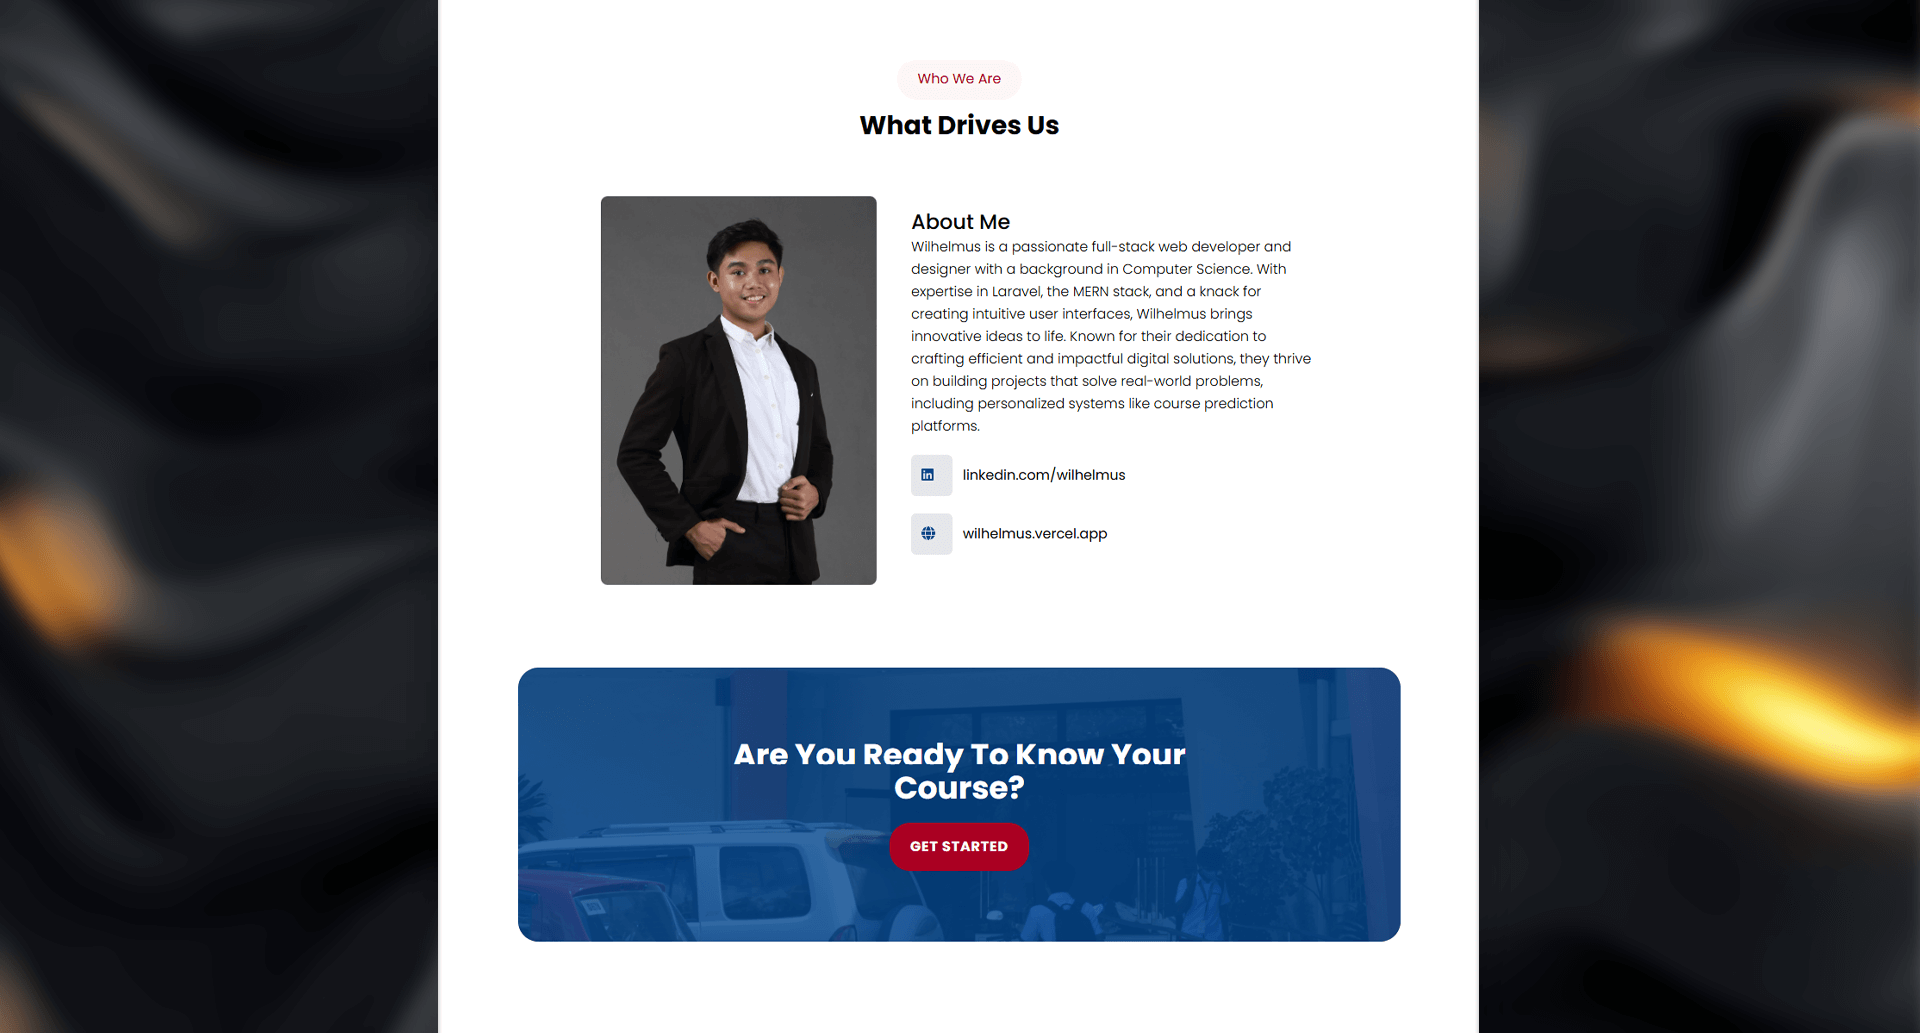 Who We Are
What Drives Us
About Me
Wilhelmus is a passionate full-stack web developer and
designer with a background in Computer Science. With
expertise in Laravel, the MERN stack, and a knack for
creating intuitive user interfaces, Wilhelmus brings
innovative ideas to life. Known for their dedication to
crafting efficient and impactful digital solutions, they thrive
on building projects that solve real-world problems,
including personalized systems like course prediction
platforms.
linkedin.com/wilhelmus
wilhelmus.vercel.app
Are You Ready To Know Your
Course?
GET STARTED